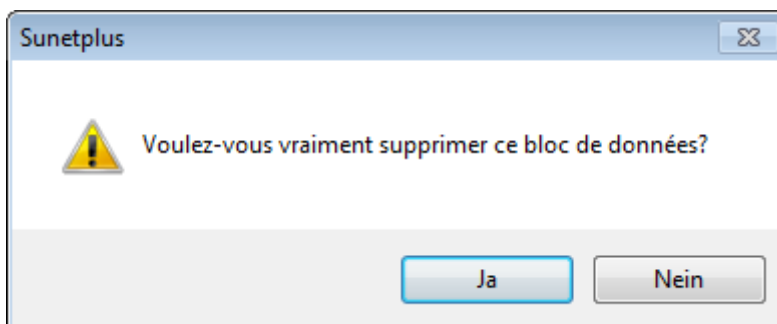 Sunetplus
Voulez-vous vraiment supprimer ce bloc de données?
Ja
Nein